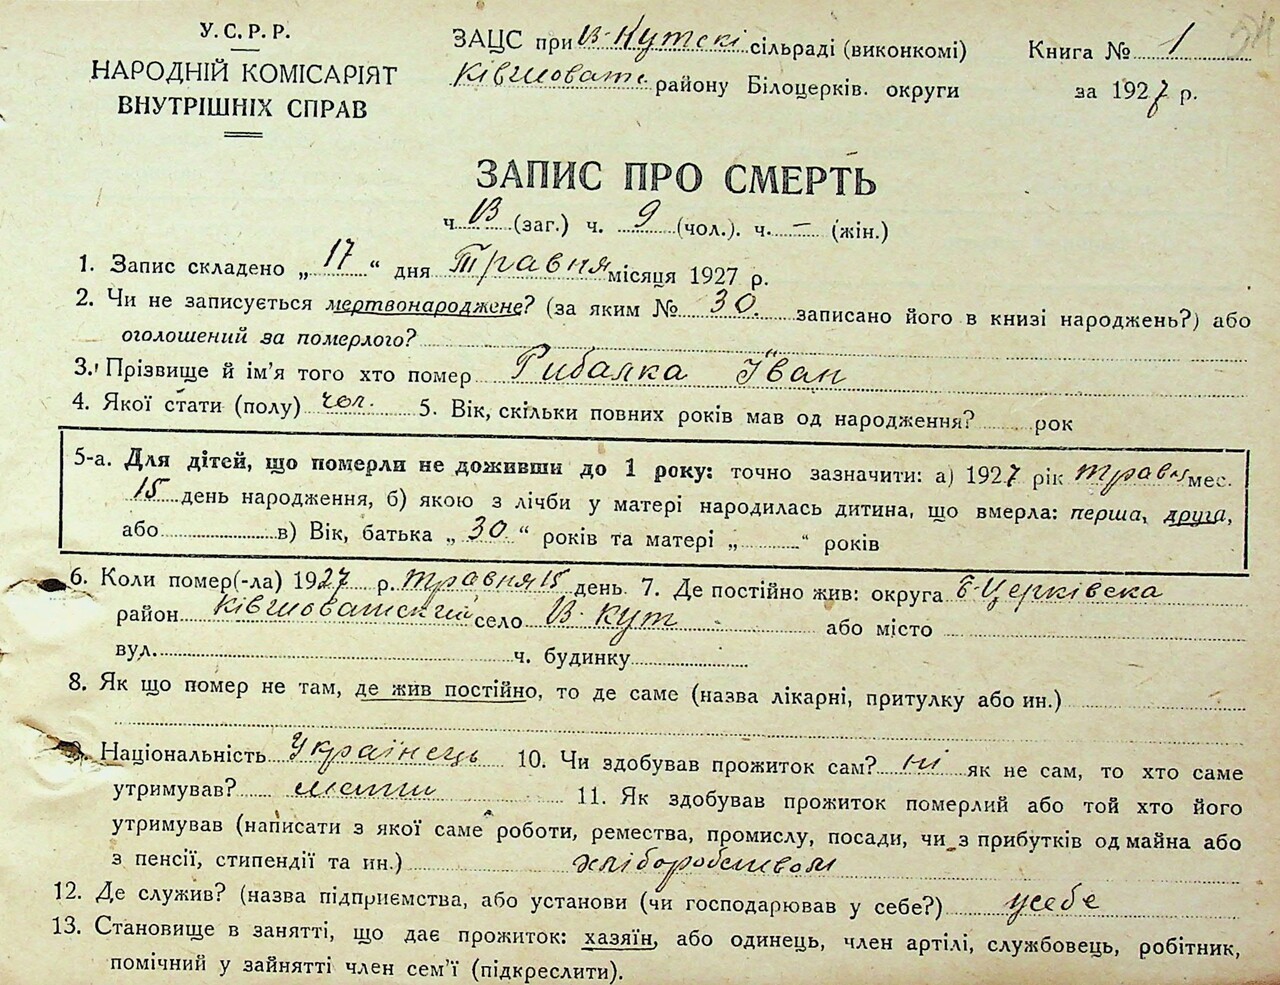 У.С.Р.Р.
НАРОДНІЙ КОМІСАРІЯТ
ВНУТРІШНІХ СПРАВ
ЗАЦС при В-Кутскі сільраді (виконкомі)
Ківшовате району Білоцерків. округи
Книга № 1
за 1927 р.
ЗАПИС ПРО СМЕРТЬ
ч. 13 (заг.) ч. 9 (чол.). ч. – (жін.)
1. Запис складено „ 17 “ дня Травня місяця 1927 р.
2. Чи не записується мертвонароджене? (за яким № 30. записано його в книзі народжень?) або
оголошений за померлого?
3. Прізвище й ім'я того хто помер Рибалка Іван
4. Якої стати (полу) чол. 5. Вік, скільки повних років мав од народження? рок
5-а. Для дітей, що померли не доживши до 1 року: точно зазначити: а) 1927 рік травн мес.
15 день народження, б) якою з лічби у матері народилась дитина, що вмерла: перша, друга,
або в) Вік, батька „ 30. “ років та матері „ “ років
6. Коли помер(-ла) 1927 р. травня 15 день. 7. Де постійно жив: округа Б-Церківска
район Ківшоватский село В. Кут або місто
вул. ч. будинку
8. Як що помер не там, де жив постійно, то де саме (назва лікарні, притулку або ин.)
9. Національність Українець 10. Чи здобував прожиток сам? ні як не сам, то хто саме
утримував? мати 11. Як здобував прожиток померлий або той хто його
утримував (написати з якої саме роботи, ремества, промислу, посади, чи з прибутків од майна або
з пенсії, стипендії та ин.) хліборобством
12. Де служив? (назва підприємства, або установи (чи господарював у себе?) усебе
13. Становище в занятті, що дає прожиток: хазяїн, або одинець, член артілі, службовець, робітник,
помічний у зайнятті член сем'ї (підкреслити).